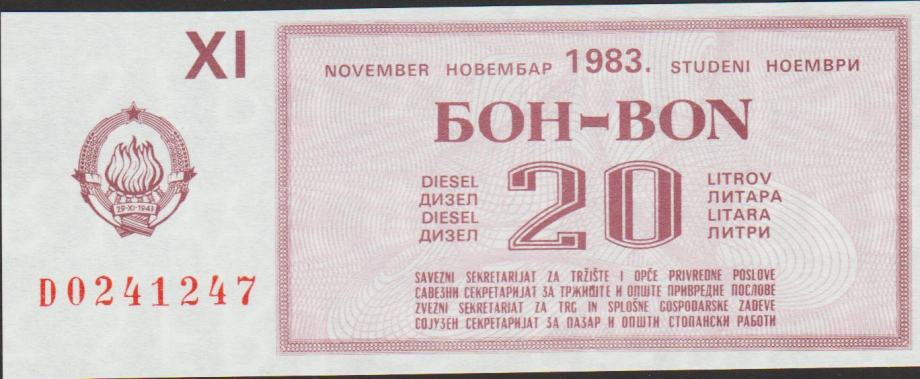 XI
NOVEMBER НОВЕМБАР 1983. STUDENI НОЕМВРИ
БОН-BON
20
DIESEL LITROV
ДИЗЕЛ ЛИТАРА
DIESEL LITARA
ДИЗЕЛ ЛИТРИ
29·XI·1943
D0241247
SAVEZNI SEKRETARIJAT ZA TRŽIŠTE I OPĆE PRIVREDNE POSLOVE
САВЕЗНИ СЕКРЕТАРИЈАТ ЗА ТРЖИШТЕ И ОПШТЕ ПРИВРЕДНЕ ПОСЛОВЕ
ZVEZNI SEKRETARIAT ZA TRG IN SPLOŠNE GOSPODARSKE ZADEVE
СОЈУЗЕН СЕКРЕТАРИЈАТ ЗА ПАЗАР И ОПШТИ СТОПАНСКИ РАБОТИ